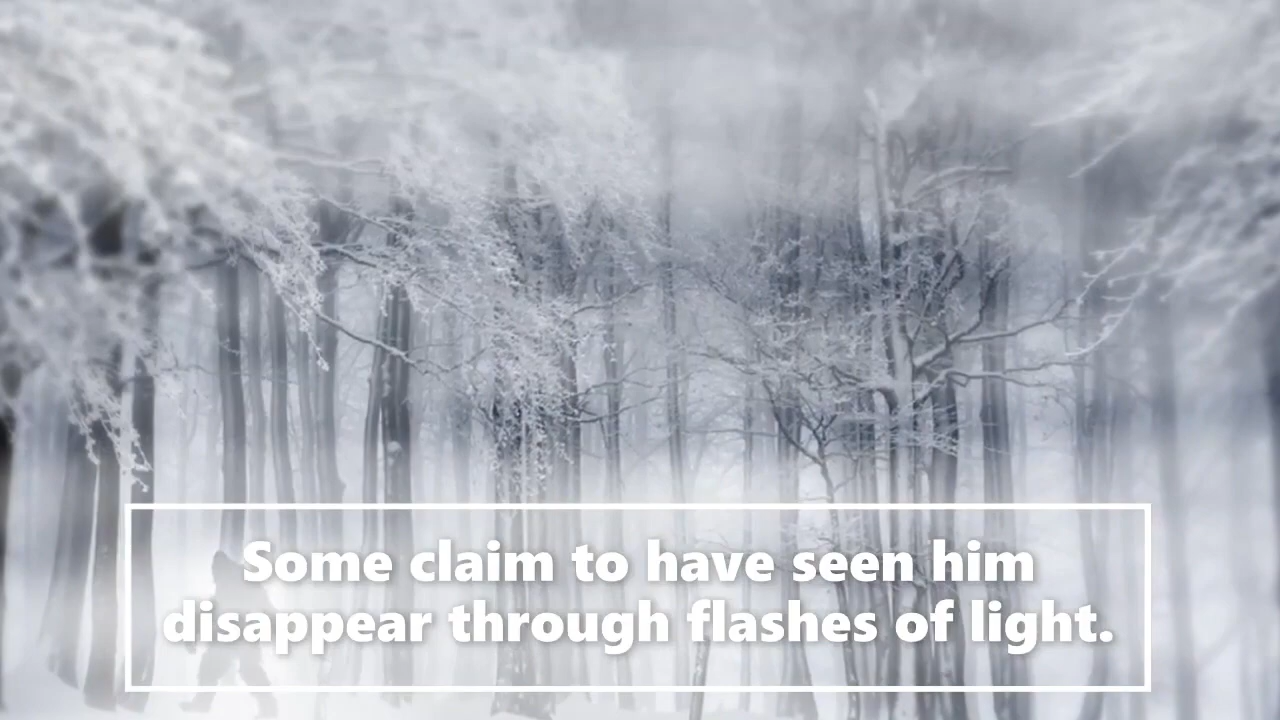 Some claim to have seen him
disappear through flashes of light.